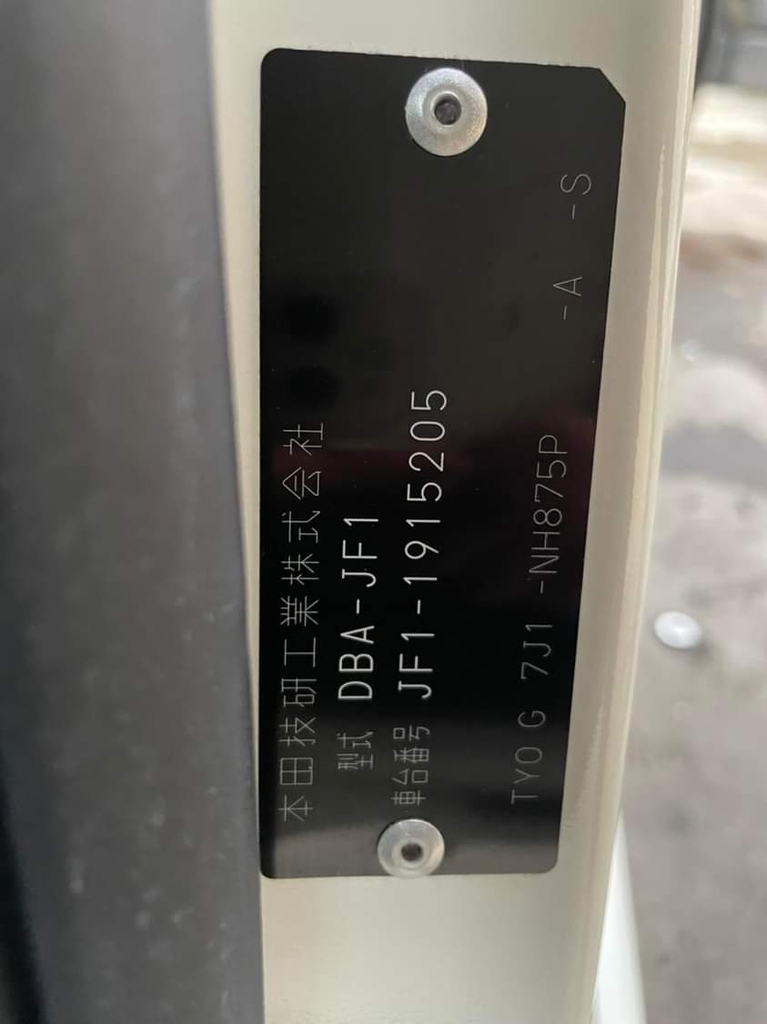 本田技研工業株式会社
型式 DBA-JF1
車台番号 JF1-1915205
TYO G 7J1 -NH875P -A -S